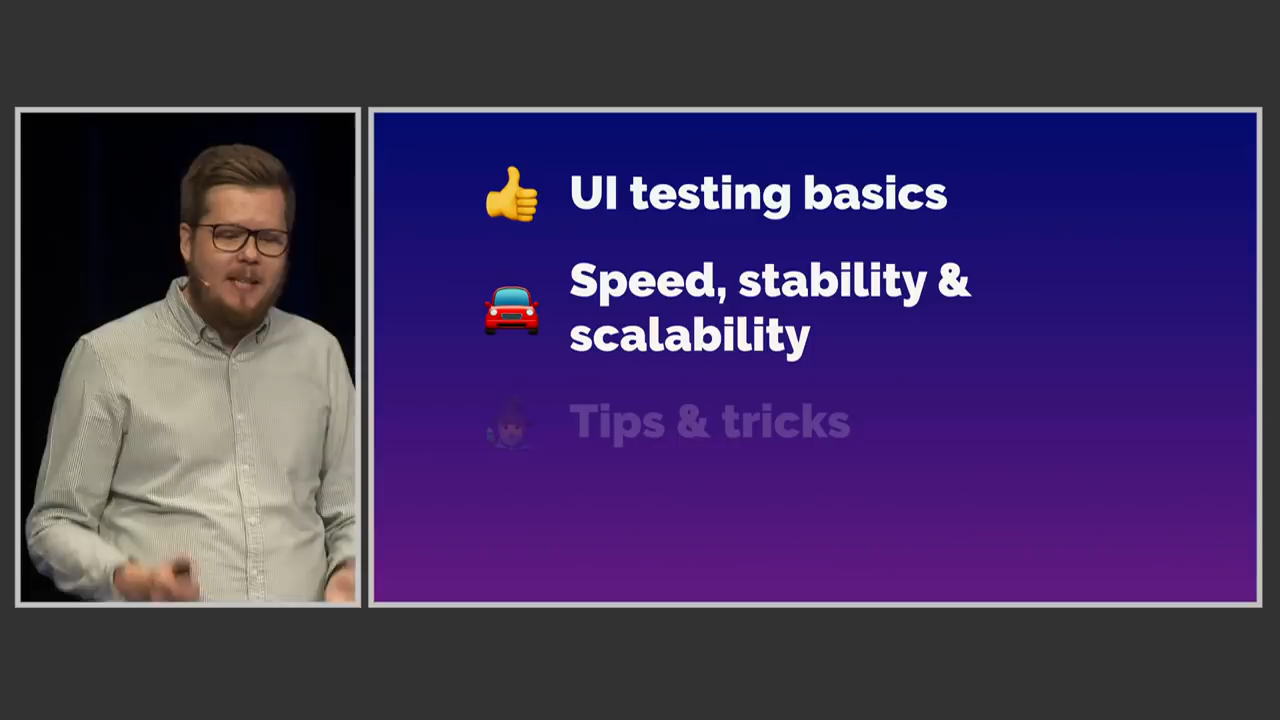 UI testing basics
Speed, stability &
scalability
Tips & tricks